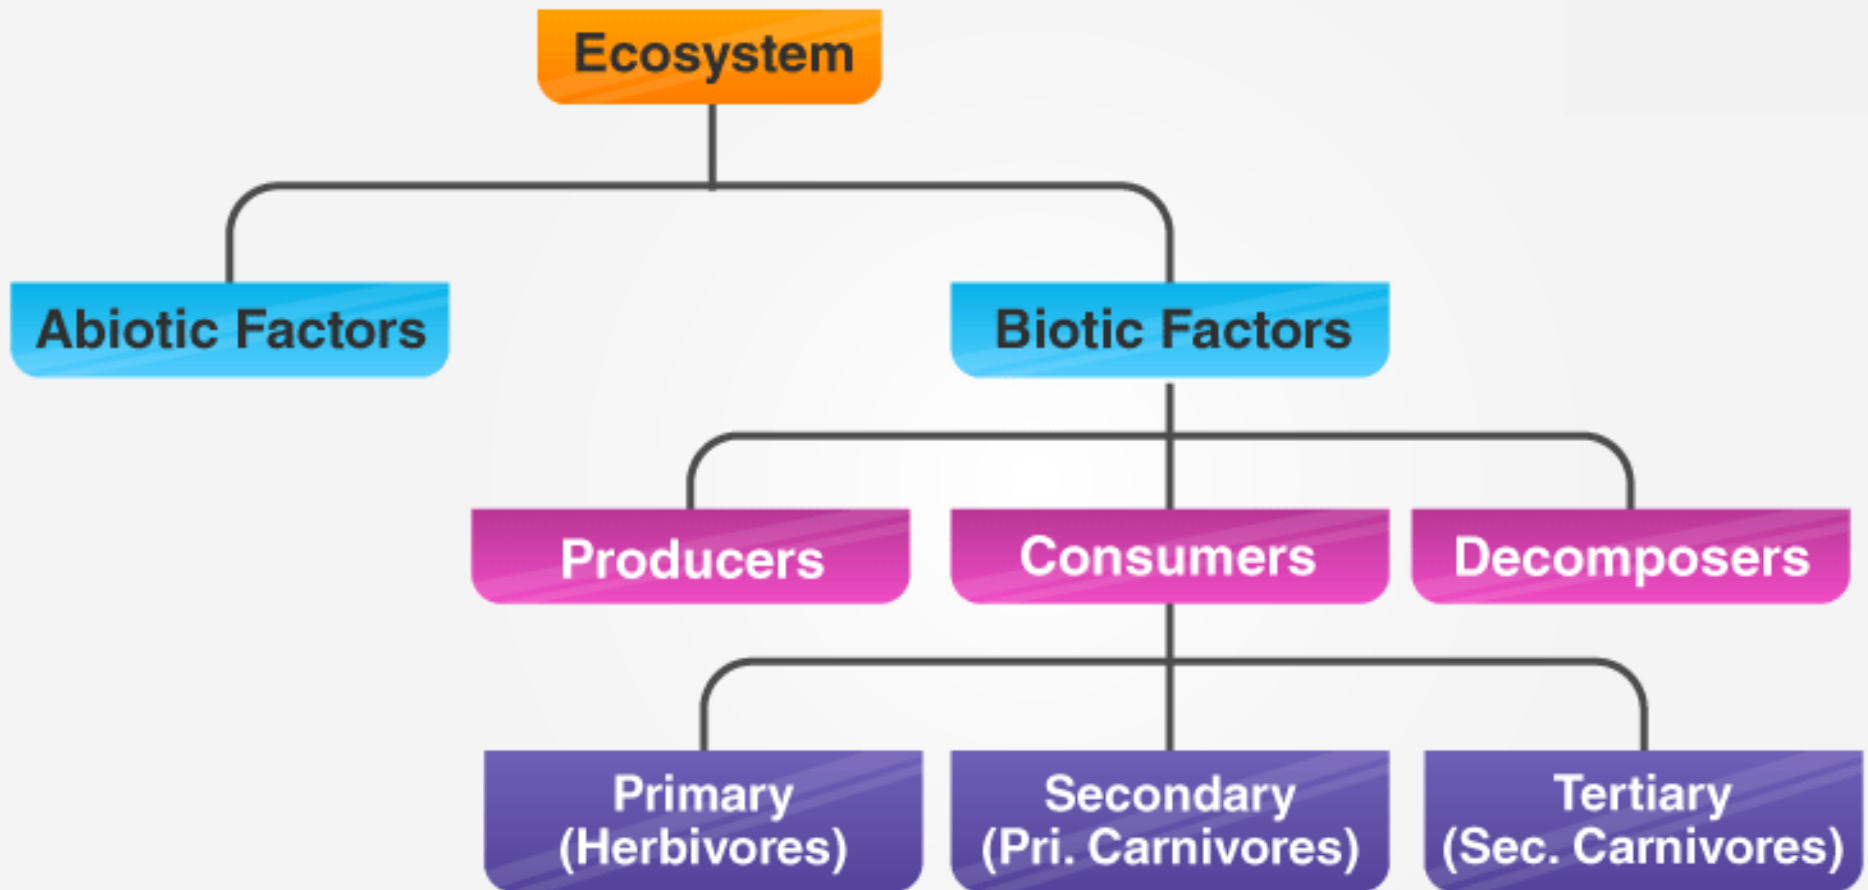 Ecosystem
Abiotic Factors
Biotic Factors
Producers
Consumers
Decomposers
Primary
(Herbivores)
Secondary
(Pri. Carnivores)
Tertiary
(Sec. Carnivores)